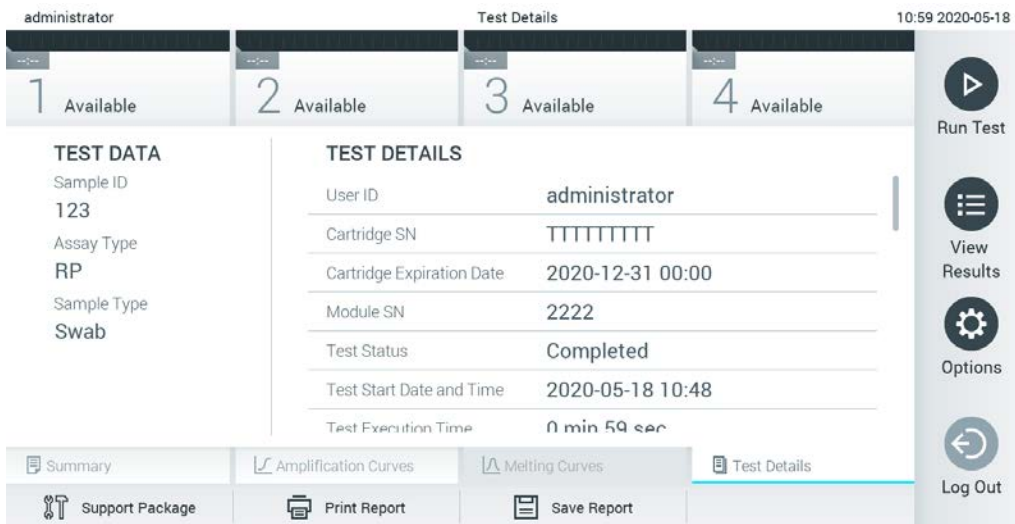 administrator Test Details 10:59 2020-05-18
--:-- --:-- --:-- --:--
1 Available 2 Available 3 Available 4 Available
Run Test
View
Results
Options
Log Out
TEST DATA
Sample ID
123
Assay Type
RP
Sample Type
Swab
TEST DETAILS
User ID administrator
Cartridge SN TTTTTTTTT
Cartridge Expiration Date 2020-12-31 00:00
Module SN 2222
Test Status Completed
Test Start Date and Time 2020-05-18 10:48
Test Execution Time 0 min 59 sec
Summary Amplification Curves Melting Curves Test Details
Support Package Print Report Save Report